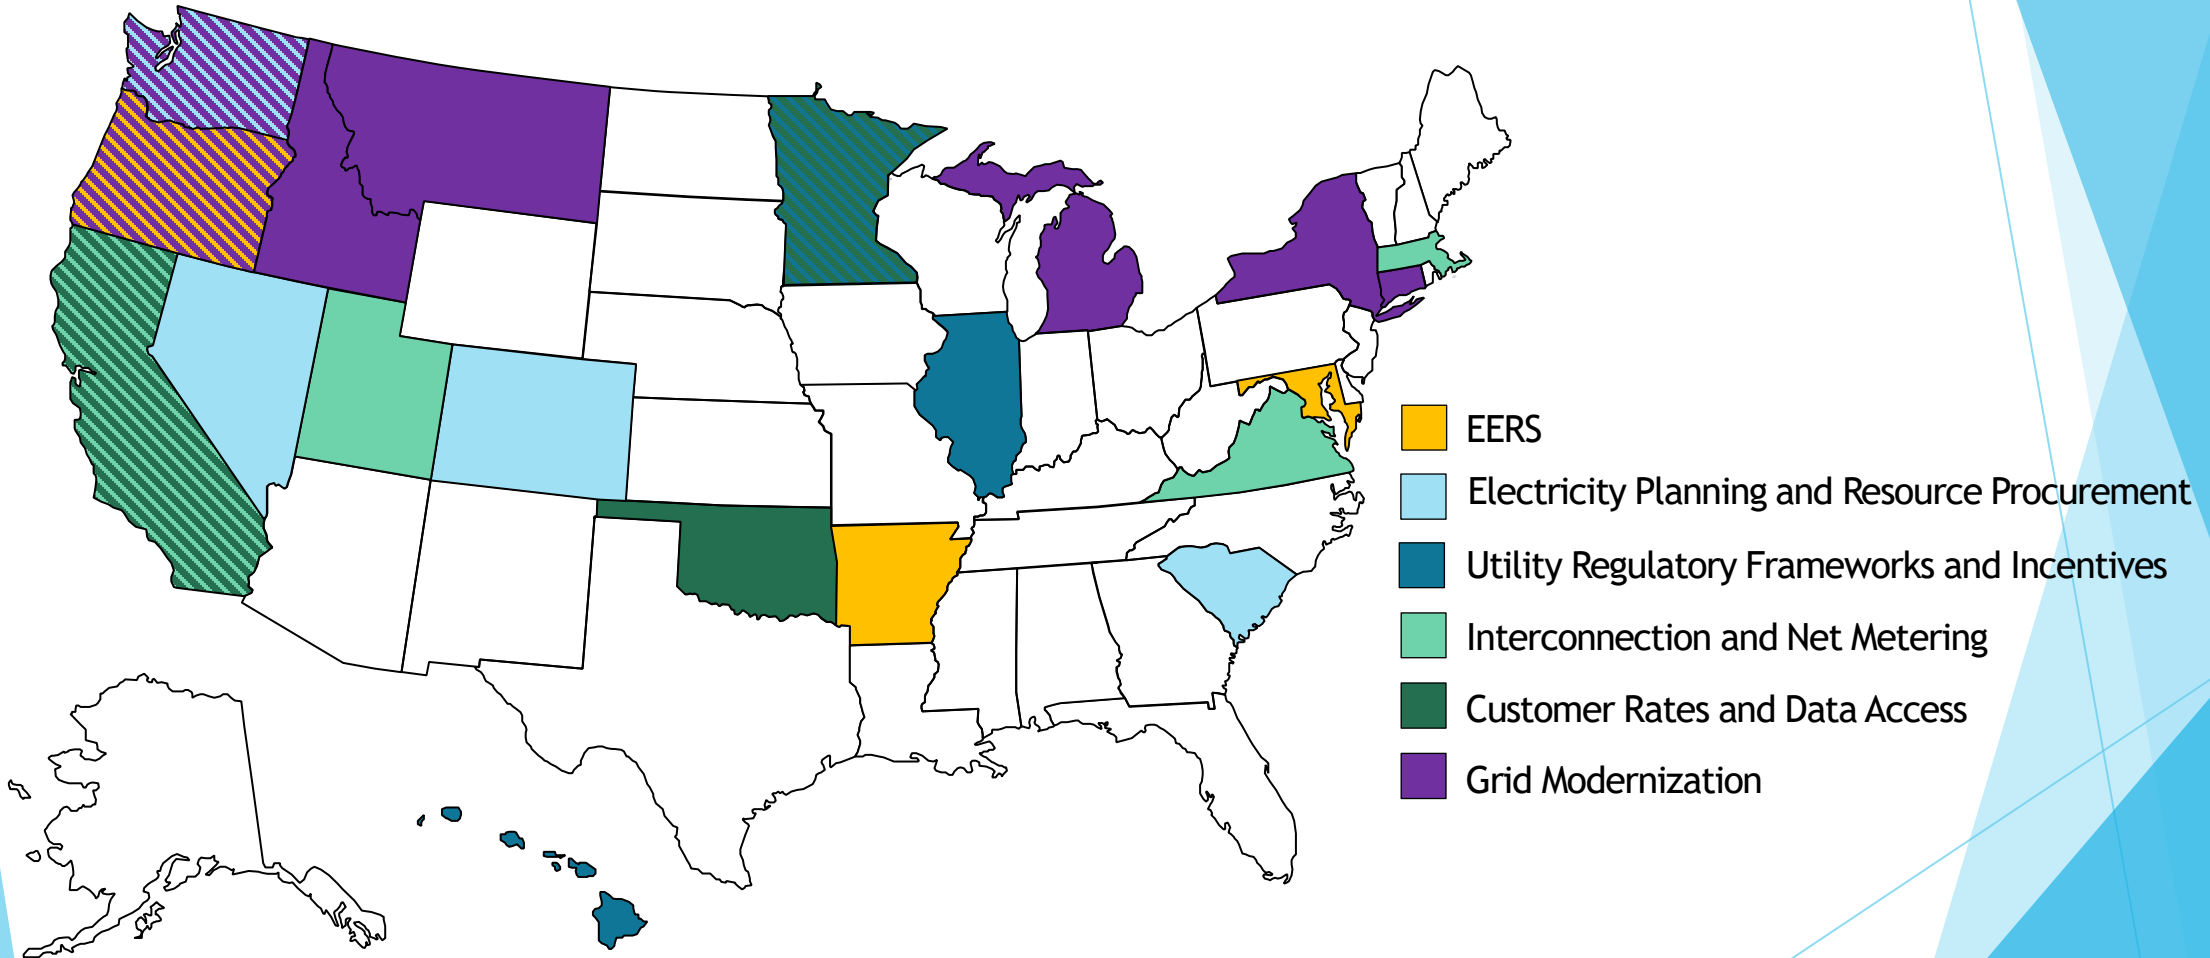 EERS
Electricity Planning and Resource Procurement
Utility Regulatory Frameworks and Incentives
Interconnection and Net Metering
Customer Rates and Data Access
Grid Modernization